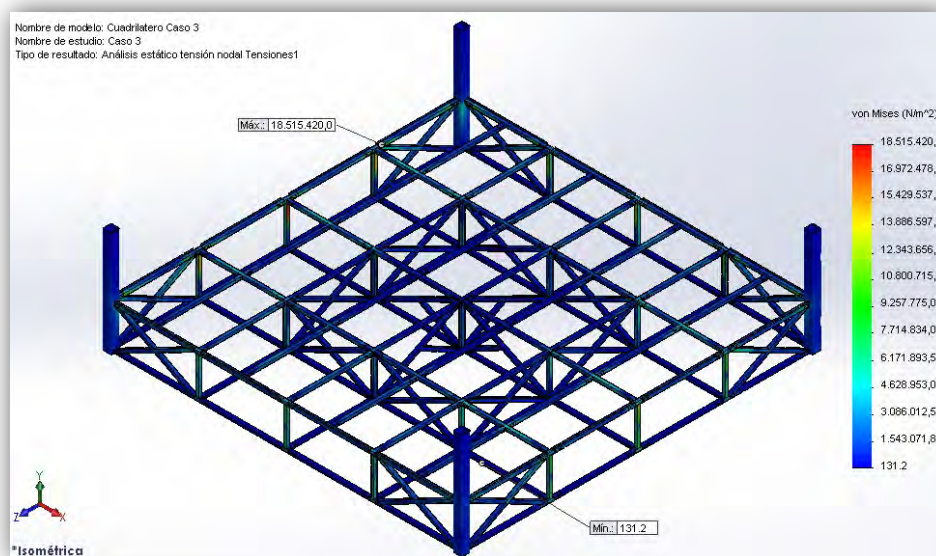 Nombre de modelo: Cuadrilatero Caso 3
Nombre de estudio: Caso 3
Tipo de resultado: Análisis estático tensión nodal Tensiones1
Máx.: 18.515.420,0
von Mises (N/m^2)
18.515.420,
16.972.478,
15.429.537,
13.886.597,
12.343.656,
10.800.715,
9.257.775,0
7.714.834,0
6.171.893,5
4.628.953,0
3.086.012,5
1.543.071,8
131.2
Mín.: 131.2
Y
Z
X
*Isométrica